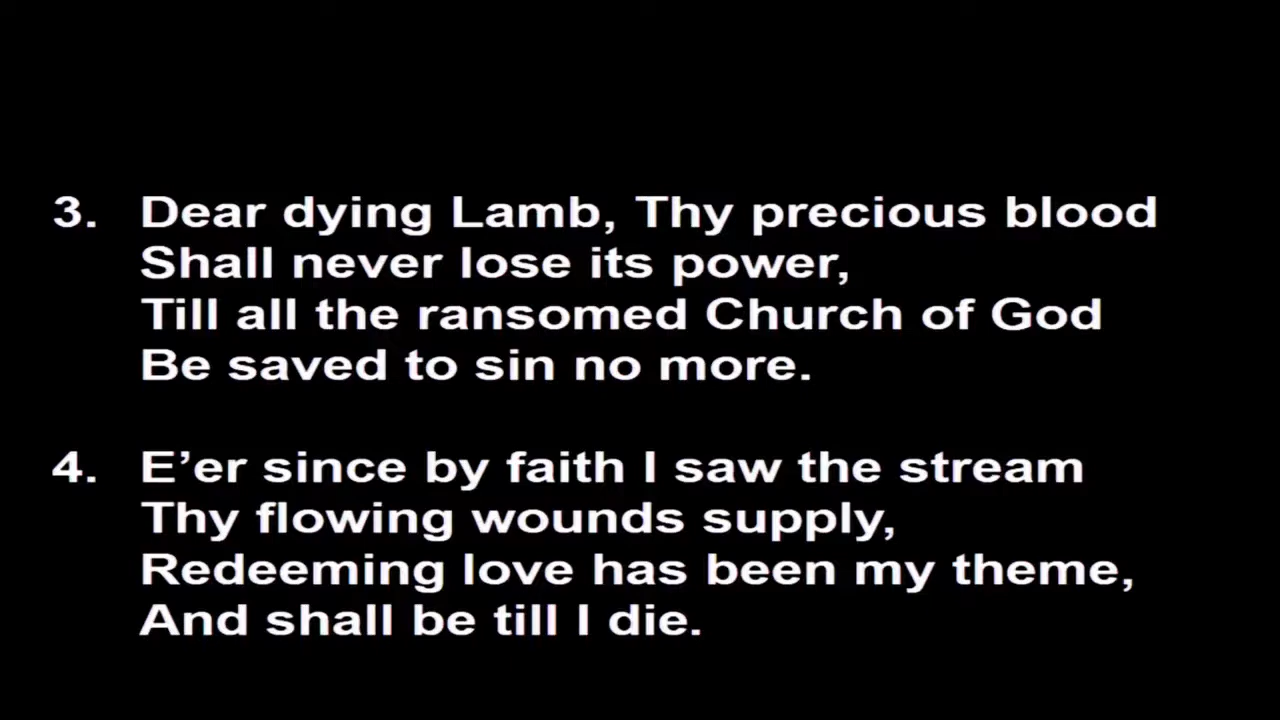 3. Dear dying Lamb, Thy precious blood
Shall never lose its power,
Till all the ransomed Church of God
Be saved to sin no more.
4. E’er since by faith I saw the stream
Thy flowing wounds supply,
Redeeming love has been my theme,
And shall be till I die.